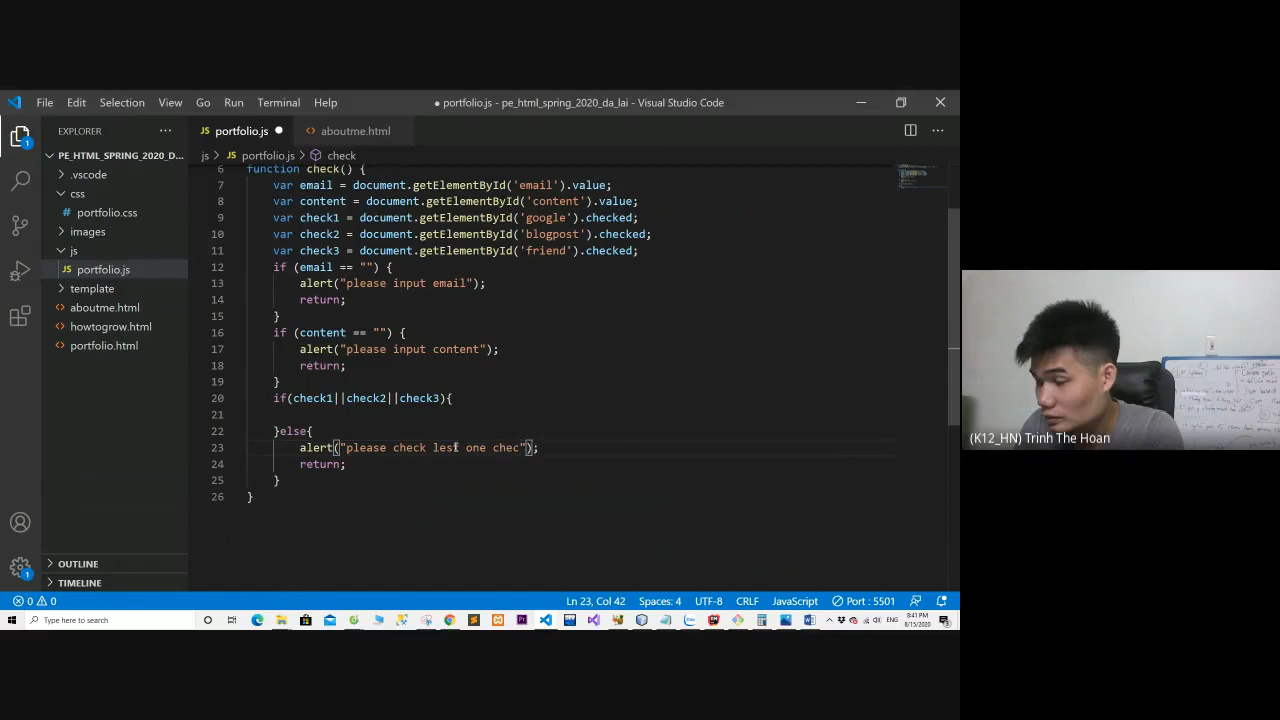 File Edit Selection View Go Run Terminal Help
● portfolio.js - pe_html_spring_2020_da_lai - Visual Studio Code
EXPLORER
JS portfolio.js ●
<> aboutme.html
js > JS portfolio.js > check
PE_HTML_SPRING_2020_D...
.vscode
css
# portfolio.css
images
js
JS portfolio.js
template
<> aboutme.html
<> howtogrow.html
<> portfolio.html
OUTLINE
TIMELINE
6 function check() {
7 var email = document.getElementById('email').value;
8 var content = document.getElementById('content').value;
9 var check1 = document.getElementById('google').checked;
10 var check2 = document.getElementById('blogpost').checked;
11 var check3 = document.getElementById('friend').checked;
12 if (email == "") {
13 alert("please input email");
14 return;
15 }
16 if (content == "") {
17 alert("please input content");
18 return;
19 }
20 if(check1||check2||check3){
21
22 }else{
23 alert("please check lest one chec");
24 return;
25 }
26 }
0 0 Ln 23, Col 42 Spaces: 4 UTF-8 CRLF JavaScript Port : 5501
Type here to search
ENG
8:41 PM
8/15/2020
(K12_HN) Trinh The Hoan